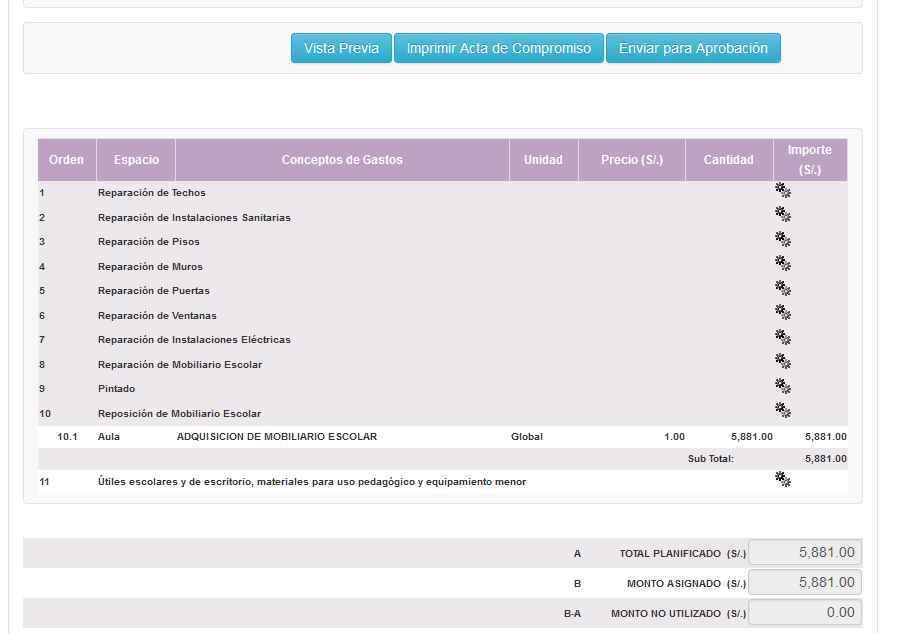 Vista Previa Imprimir Acta de Compromiso Enviar para Aprobación
Orden Espacio Conceptos de Gastos Unidad Precio (S/.) Cantidad Importe (S/.)
1 Reparación de Techos
2 Reparación de Instalaciones Sanitarias
3 Reparación de Pisos
4 Reparación de Muros
5 Reparación de Puertas
6 Reparación de Ventanas
7 Reparación de Instalaciones Eléctricas
8 Reparación de Mobiliario Escolar
9 Pintado
10 Reposición de Mobiliario Escolar
10.1 Aula ADQUISICION DE MOBILIARIO ESCOLAR Global 1.00 5,881.00 5,881.00
Sub Total: 5,881.00
11 Útiles escolares y de escritorio, materiales para uso pedagógico y equipamiento menor
A TOTAL PLANIFICADO (S/.) 5,881.00
B MONTO ASIGNADO (S/.) 5,881.00
B-A MONTO NO UTILIZADO (S/.) 0.00